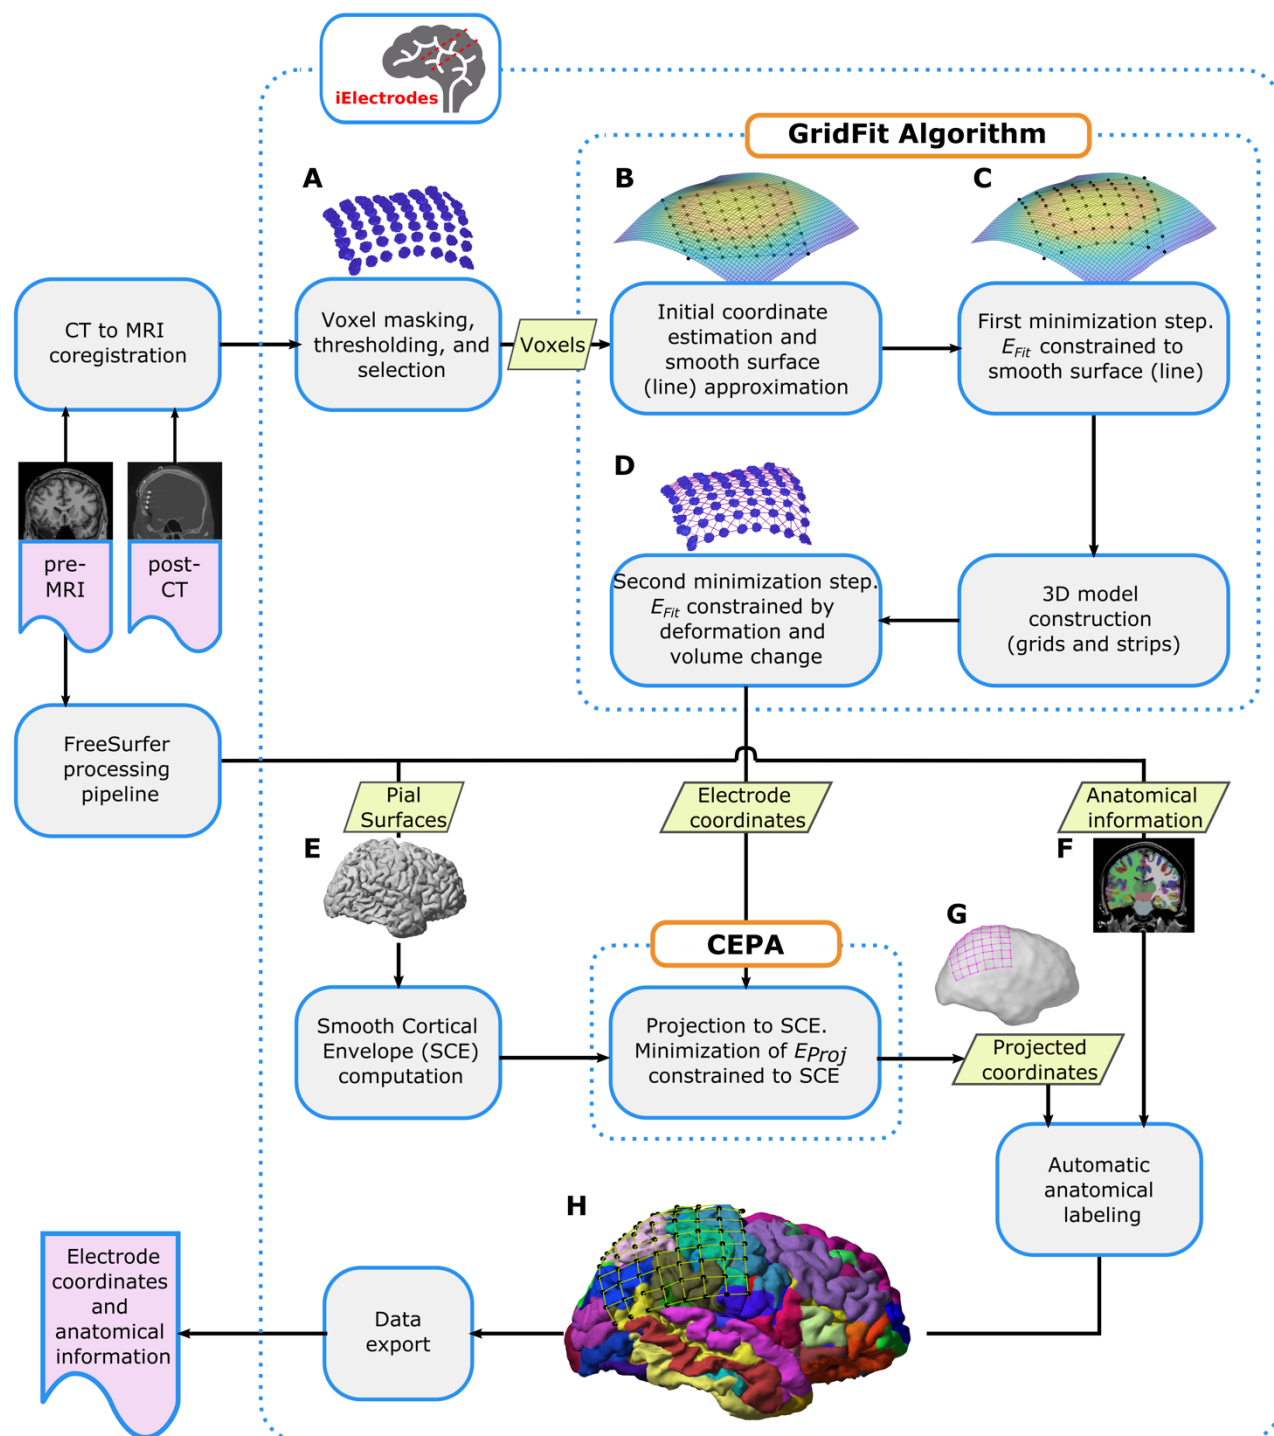 iElectrodes
GridFit Algorithm
A
B
C
CT to MRI
coregistration
Voxel masking,
thresholding, and
selection
Voxels
Initial coordinate
estimation and
smooth surface
(line) approximation
First minimization step.
EFit constrained to
smooth surface (line)
D
pre-
MRI
post-
CT
Second minimization step.
EFit constrained by
deformation and
volume change
3D model
construction
(grids and strips)
FreeSurfer
processing
pipeline
Pial
Surfaces
Electrode
coordinates
Anatomical
information
E
F
G
CEPA
Smooth Cortical
Envelope (SCE)
computation
Projection to SCE.
Minimization of EProj
constrained to SCE
Projected
coordinates
Automatic
anatomical
labeling
H
Electrode
coordinates
and
anatomical
information
Data
export